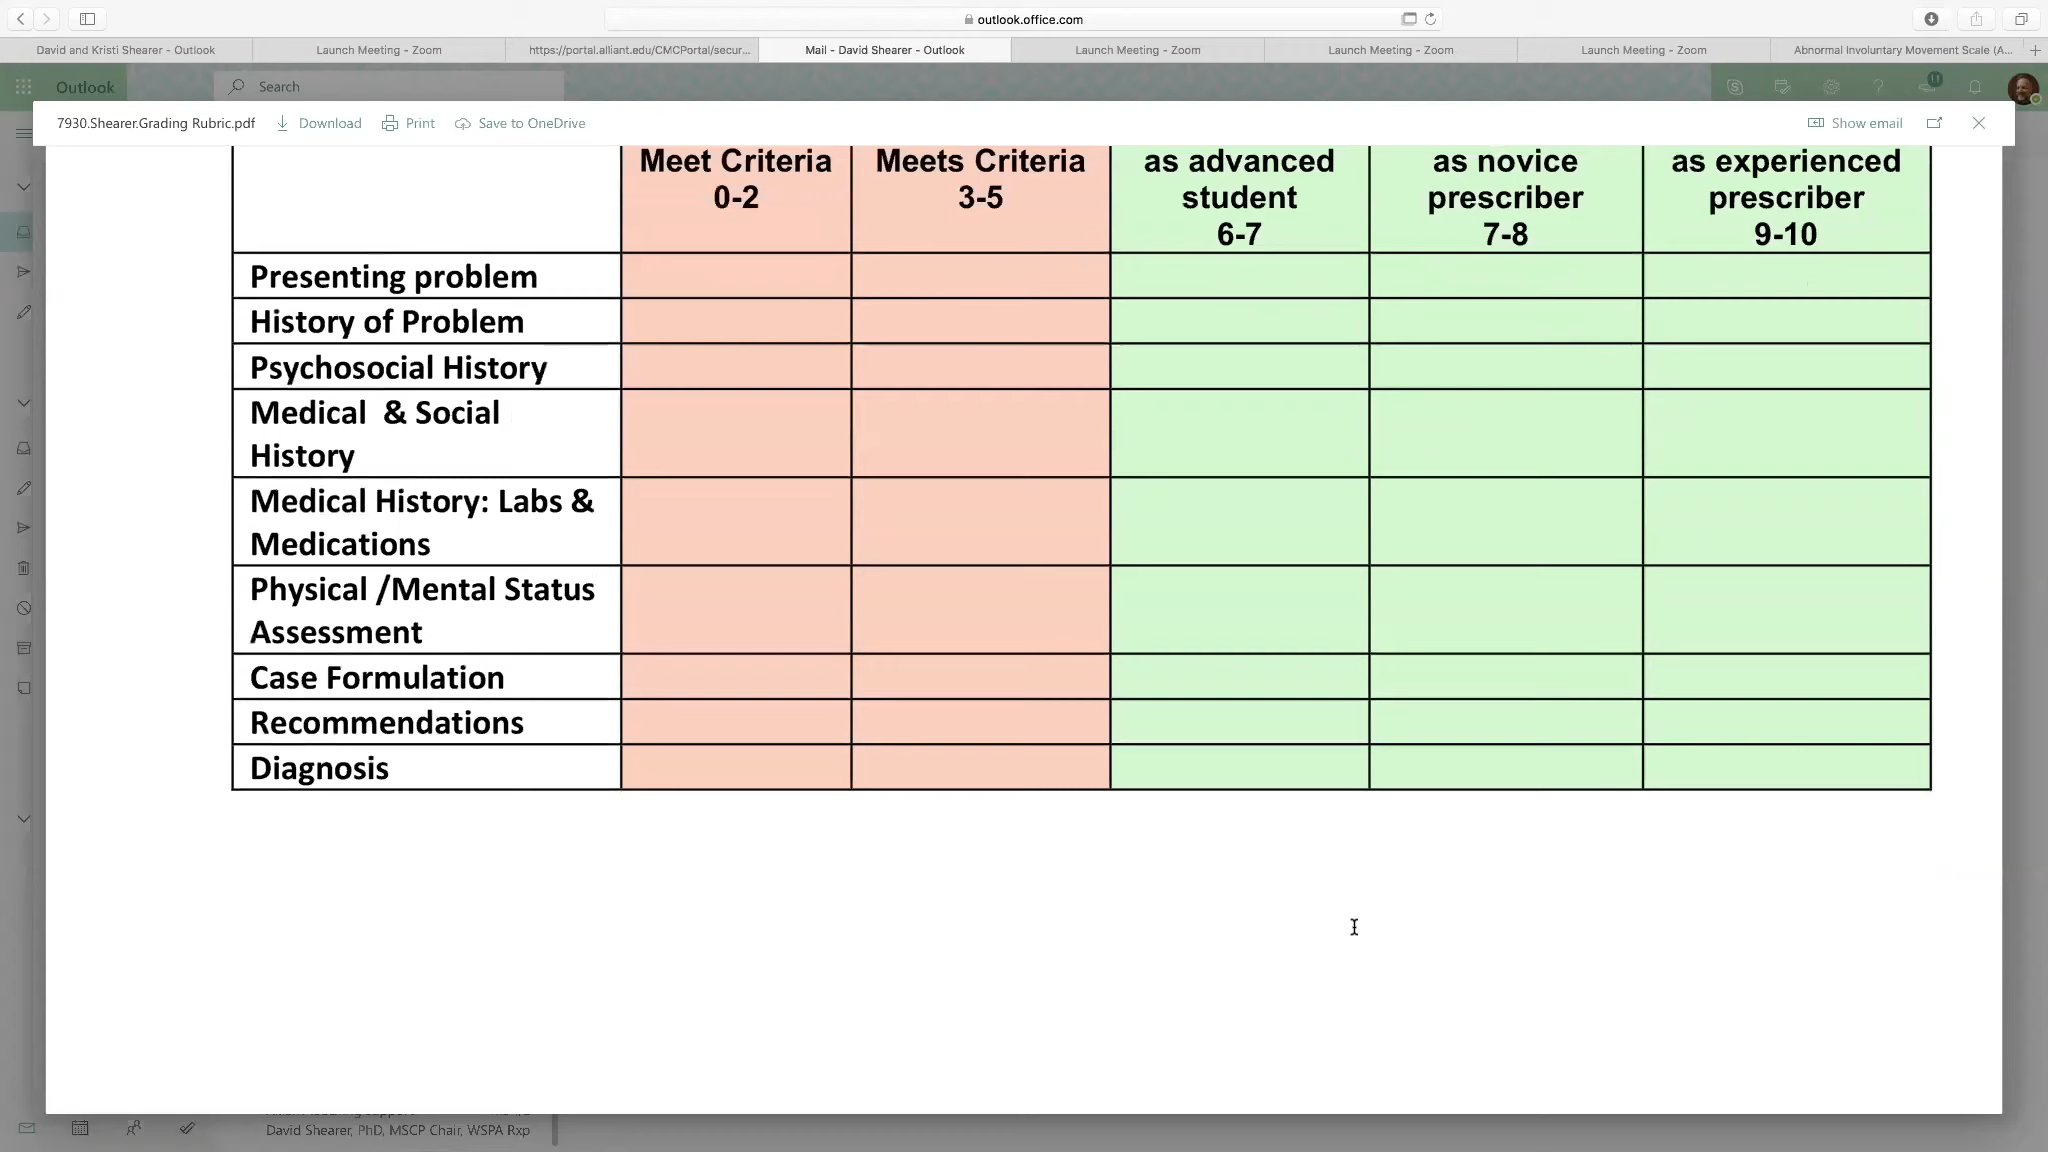 outlook.office.com
David and Kristi Shearer - Outlook
Launch Meeting - Zoom
https://portal.alliant.edu/CMCPortal/secur...
Mail - David Shearer - Outlook
Launch Meeting - Zoom
Launch Meeting - Zoom
Launch Meeting - Zoom
Abnormal Involuntary Movement Scale (A...
Outlook
Search
11
7930.Shearer.Grading Rubric.pdf
Download
Print
Save to OneDrive
Show email
Meet Criteria
0-2
Meets Criteria
3-5
as advanced
student
6-7
as novice
prescriber
7-8
as experienced
prescriber
9-10
Presenting problem
History of Problem
Psychosocial History
Medical & Social
History
Medical History: Labs &
Medications
Physical /Mental Status
Assessment
Case Formulation
Recommendations
Diagnosis
David Shearer, PhD, MSCP Chair, WSPA Rxp